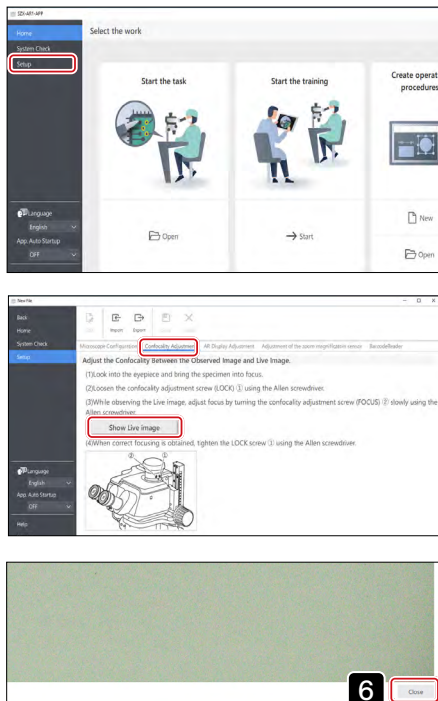 SZX-AR1-APP
Home
System Check
Setup
Select the work
Start the task
Open
Start the training
Start
Create operat
procedures
New
Open
Language
English
App. Auto Startup
OFF
New File
Back
Home
System Check
Setup
Import
Export
Microscope Configuration
Confocality Adjustment
AR Display Adjustment
Adjustment of the zoom magnification sensor
BarcodeReader
Adjust the Confocality Between the Observed Image and Live Image.
(1)Look into the eyepiece and bring the specimen into focus.
(2)Loosen the confocality adjustment screw (LOCK) ① using the Allen screwdriver.
(3)While observing the Live image, adjust focus by turning the confocality adjustment screw (FOCUS) ② slowly using the
Allen screwdriver.
Show Live image
(4)When correct focusing is obtained, tighten the LOCK screw ① using the Allen screwdriver.
② ①
Language
English
App. Auto Startup
OFF
Help
6
Close